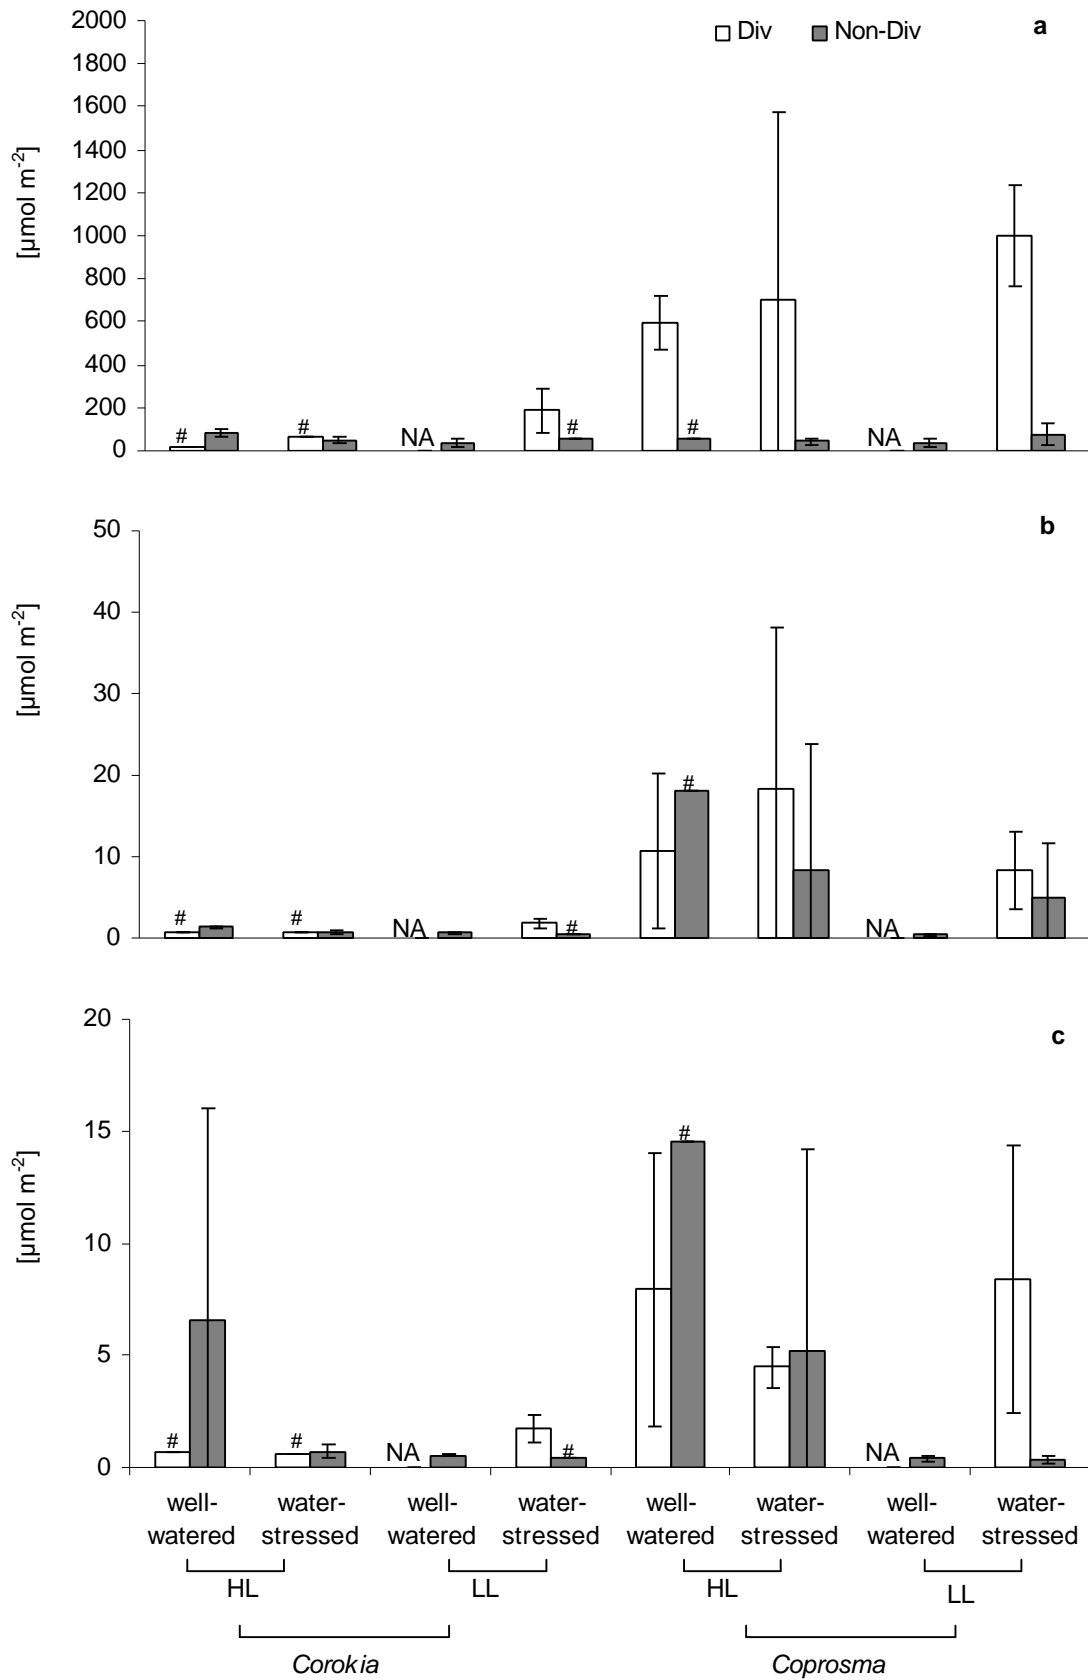 2000
1800
1600
1400
1200
1000
800
600
400
200
0
[µmol m-2]
Div Non-Div
a
# # NA # # NA
50
40
30
20
10
0
[µmol m-2]
b
# # NA # # NA
20
15
10
5
0
[µmol m-2]
c
# # NA # # NA
well-watered water-stressed well-watered water-stressed well-watered water-stressed well-watered water-stressed
HL LL HL LL
Corokia Coprosma